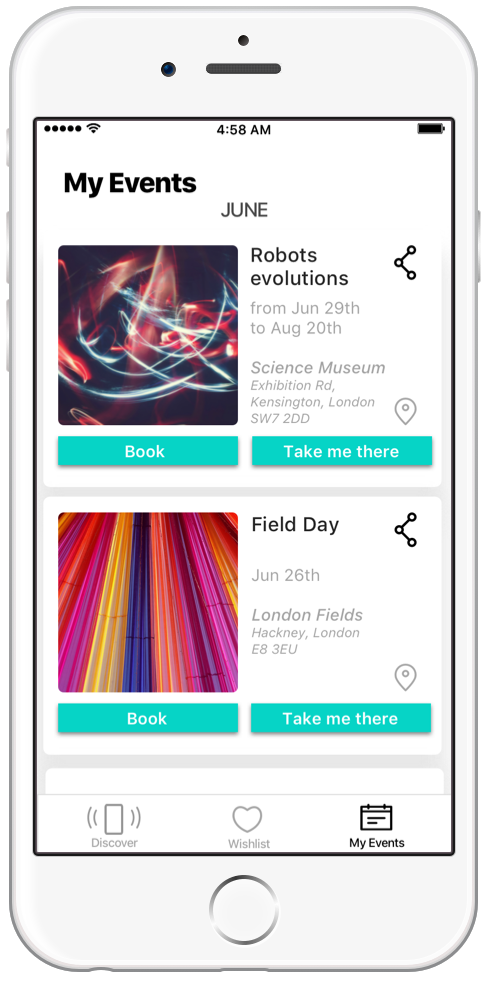 4:58 AM
My Events
JUNE
Robots
evolutions
from Jun 29th
to Aug 20th
Science Museum
Exhibition Rd,
Kensington, London
SW7 2DD
Book
Take me there
Field Day
Jun 26th
London Fields
Hackney, London
E8 3EU
Book
Take me there
Discover
Wishlist
My Events